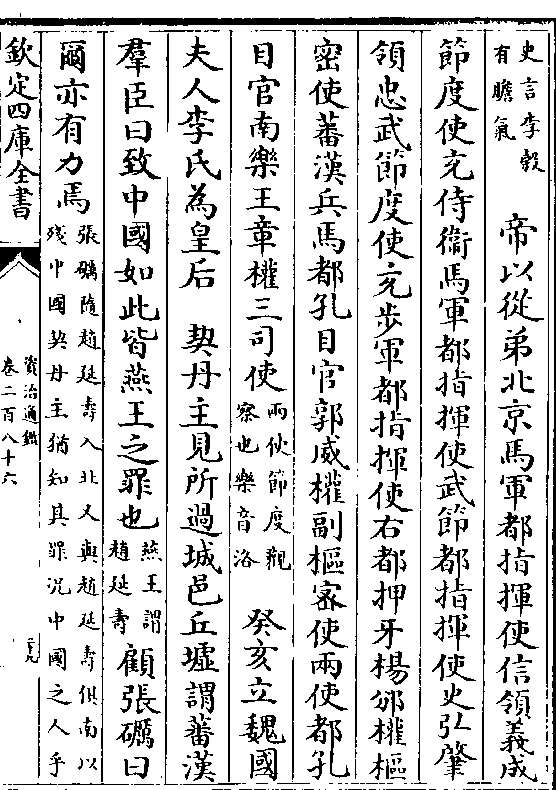 史言李穀
有膽氣
帝以從弟北京馬軍都指揮使信領義成
節度使充侍衞馬軍都指揮使武節都指揮使史弘肇
領忠武節度使充步軍都指揮使右都押牙楊邠權樞
密使蕃漢兵馬都孔目官郭威權副樞密使兩使都孔
目官南樂王章權三司使
兩使節度觀
察也樂音洛
癸亥立魏國
夫人李氏為皇后 契丹主見所過城邑丘墟謂蕃漢
羣臣曰致中國如此皆燕王之罪也
燕王謂
趙延壽
顧張礪曰
爾亦有力焉
張礪隨趙延壽入北又與趙延壽俱南以
殘中國契丹主猶知其罪況中國之人乎
欽定四庫全書
資治通鑑
卷二百八十六